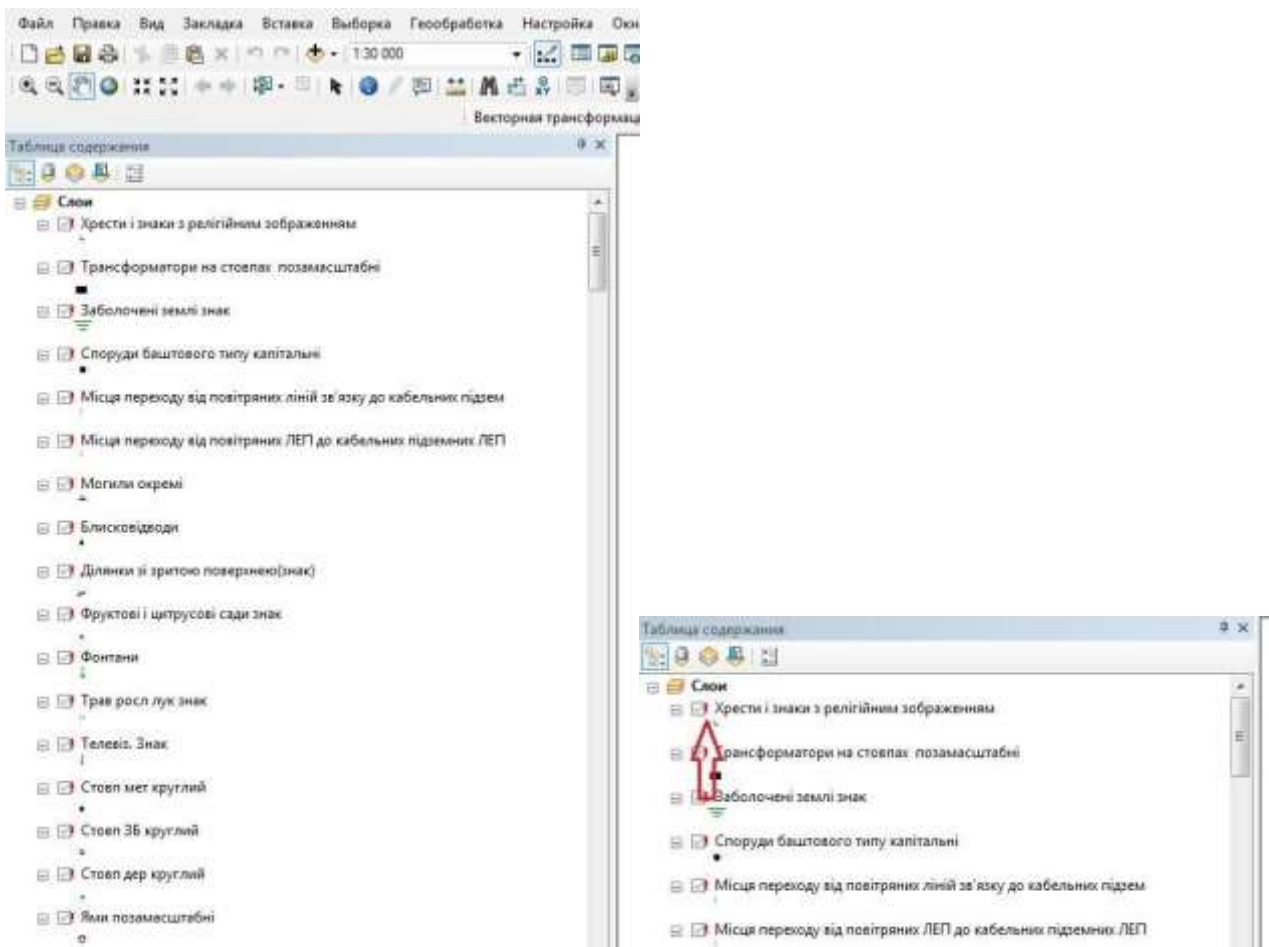 Файл Правка Вид Закладка Вставка Выборка Геообработка Настройка Окн
1:30 000
Векторная трансформац
Таблица содержания
Слои
Хрести і знаки з релігійним зображенням
Трансформатори на стовпах позамасштабні
Заболочені землі знак
Споруди баштового типу капітальні
Місця переходу від повітряних ліній зв'язку до кабельних підзем
Місця переходу від повітряних ЛЕП до кабельних підземних ЛЕП
Могили окремі
Блисковідводи
Ділянки зі зритою поверхнею(знак)
Фруктові і цитрусові сади знак
Фонтани
Трав росл лук знак
Телевіз. Знак
Стовп мет круглий
Стовп ЗБ круглий
Стовп дер круглий
Ями позамасштабні
Таблица содержания
Слои
Хрести і знаки з релігійним зображенням
Трансформатори на стовпах позамасштабні
Заболочені землі знак
Споруди баштового типу капітальні
Місця переходу від повітряних ліній зв'язку до кабельних підзем
Місця переходу від повітряних ЛЕП до кабельних підземних ЛЕП